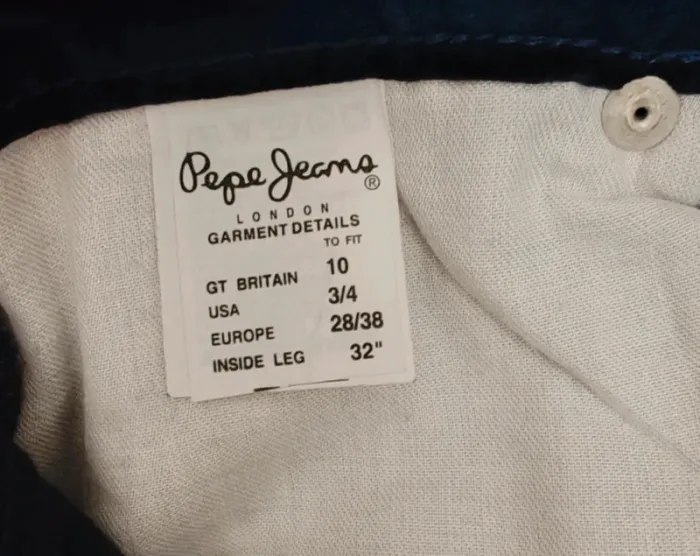 Pepe Jeans®
LONDON
GARMENT DETAILS
TO FIT
GT BRITAIN 10
USA 3/4
EUROPE 28/38
INSIDE LEG 32"